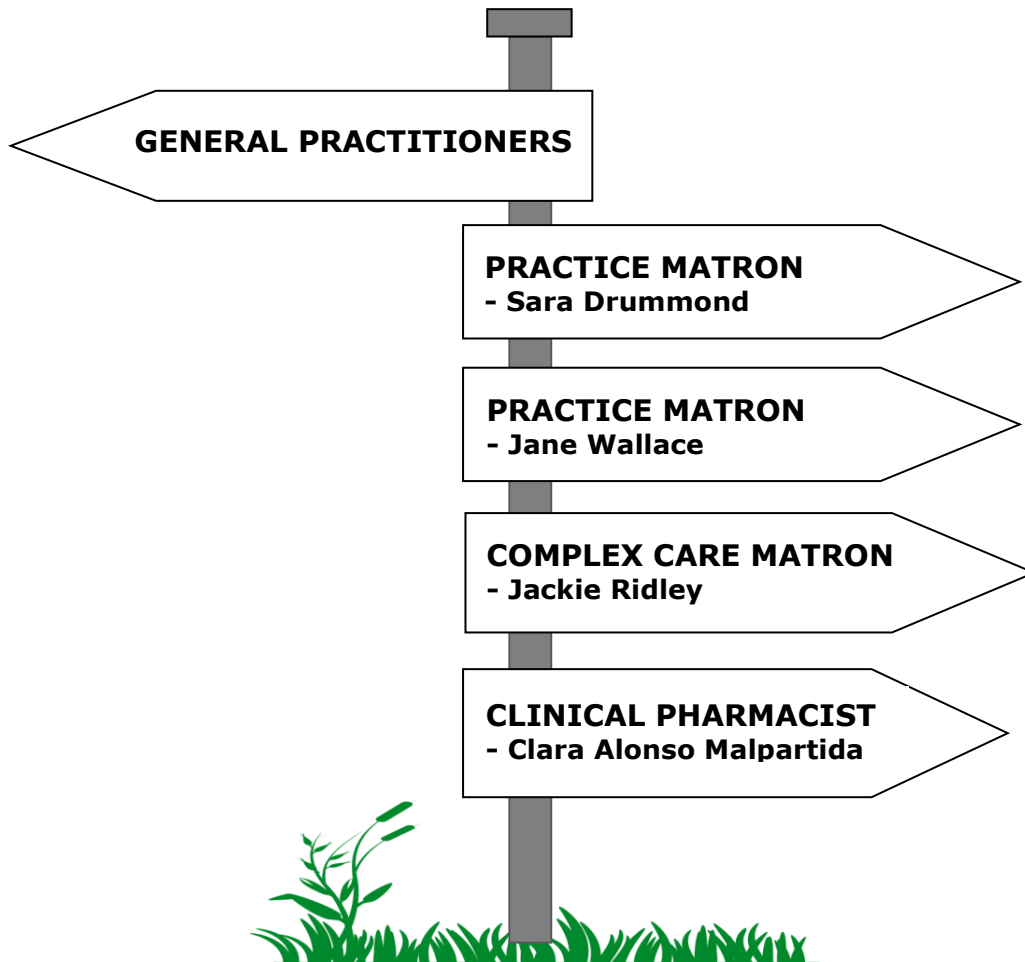 GENERAL PRACTITIONERS
PRACTICE MATRON
- Sara Drummond
PRACTICE MATRON
- Jane Wallace
COMPLEX CARE MATRON
- Jackie Ridley
CLINICAL PHARMACIST
- Clara Alonso Malpartida